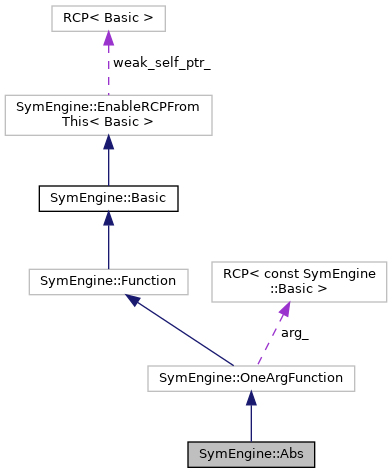 RCP< Basic >
weak_self_ptr_
SymEngine::EnableRCPFrom
This< Basic >
SymEngine::Basic
SymEngine::Function
RCP< const SymEngine
::Basic >
arg_
SymEngine::OneArgFunction
SymEngine::Abs